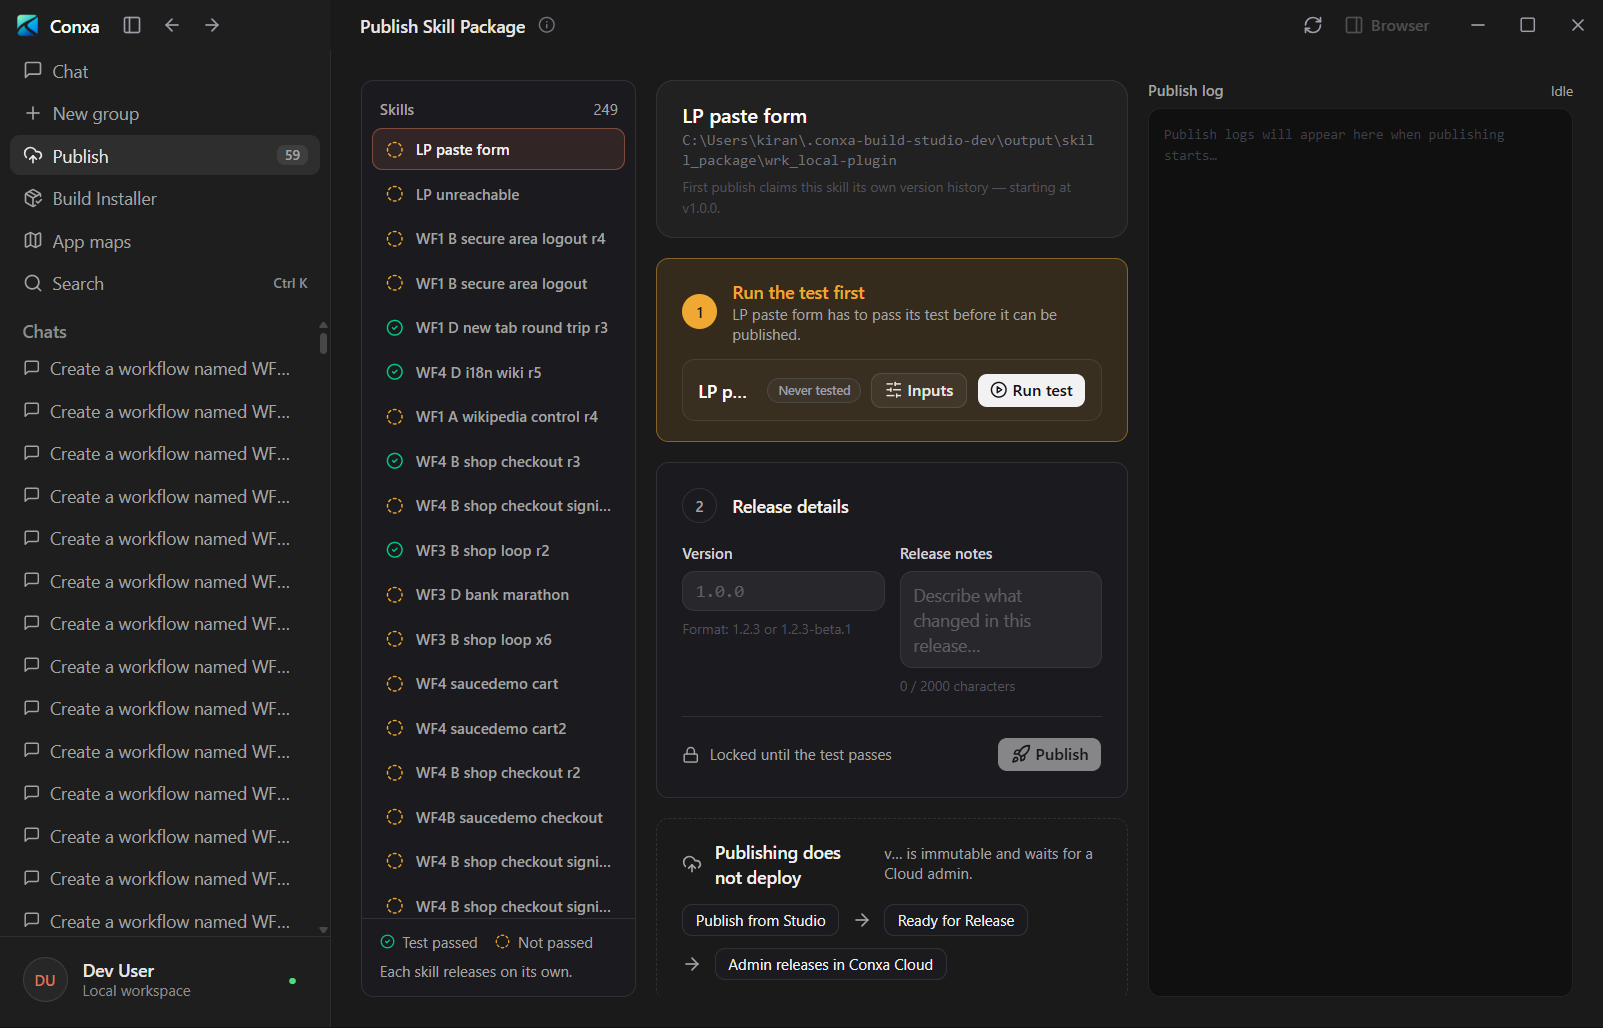 Conxa
Chat
New group
Publish 59
Build Installer
App maps
Search Ctrl K
Chats
Create a workflow named WF...
Create a workflow named WF...
Create a workflow named WF...
Create a workflow named WF...
Create a workflow named WF...
Create a workflow named WF...
Create a workflow named WF...
Create a workflow named WF...
Create a workflow named WF...
Create a workflow named WF...
Create a workflow named WF...
Create a workflow named WF...
Create a workflow named WF...
Create a workflow named WF...
DU
Dev User
Local workspace
Publish Skill Package
Browser
Skills 249
LP paste form
LP unreachable
WF1 B secure area logout r4
WF1 B secure area logout
WF1 D new tab round trip r3
WF4 D i18n wiki r5
WF1 A wikipedia control r4
WF4 B shop checkout r3
WF4 B shop checkout signi...
WF3 B shop loop r2
WF3 D bank marathon
WF3 B shop loop x6
WF4 saucedemo cart
WF4 saucedemo cart2
WF4 B shop checkout r2
WF4B saucedemo checkout
WF4 B shop checkout signi...
WF4 B shop checkout signi...
Test passed Not passed
Each skill releases on its own.
LP paste form
C:\Users\kiran\.conxa-build-studio-dev\output\skil
l_package\wrk_local-plugin
First publish claims this skill its own version history — starting at
v1.0.0.
1
Run the test first
LP paste form has to pass its test before it can be
published.
LP p... Never tested Inputs Run test
2 Release details
Version
1.0.0
Format: 1.2.3 or 1.2.3-beta.1
Release notes
Describe what
changed in this
release...
0 / 2000 characters
Locked until the test passes Publish
Publishing does
not deploy
v... is immutable and waits for a
Cloud admin.
Publish from Studio → Ready for Release
→ Admin releases in Conxa Cloud
Publish log Idle
Publish logs will appear here when publishing
starts…